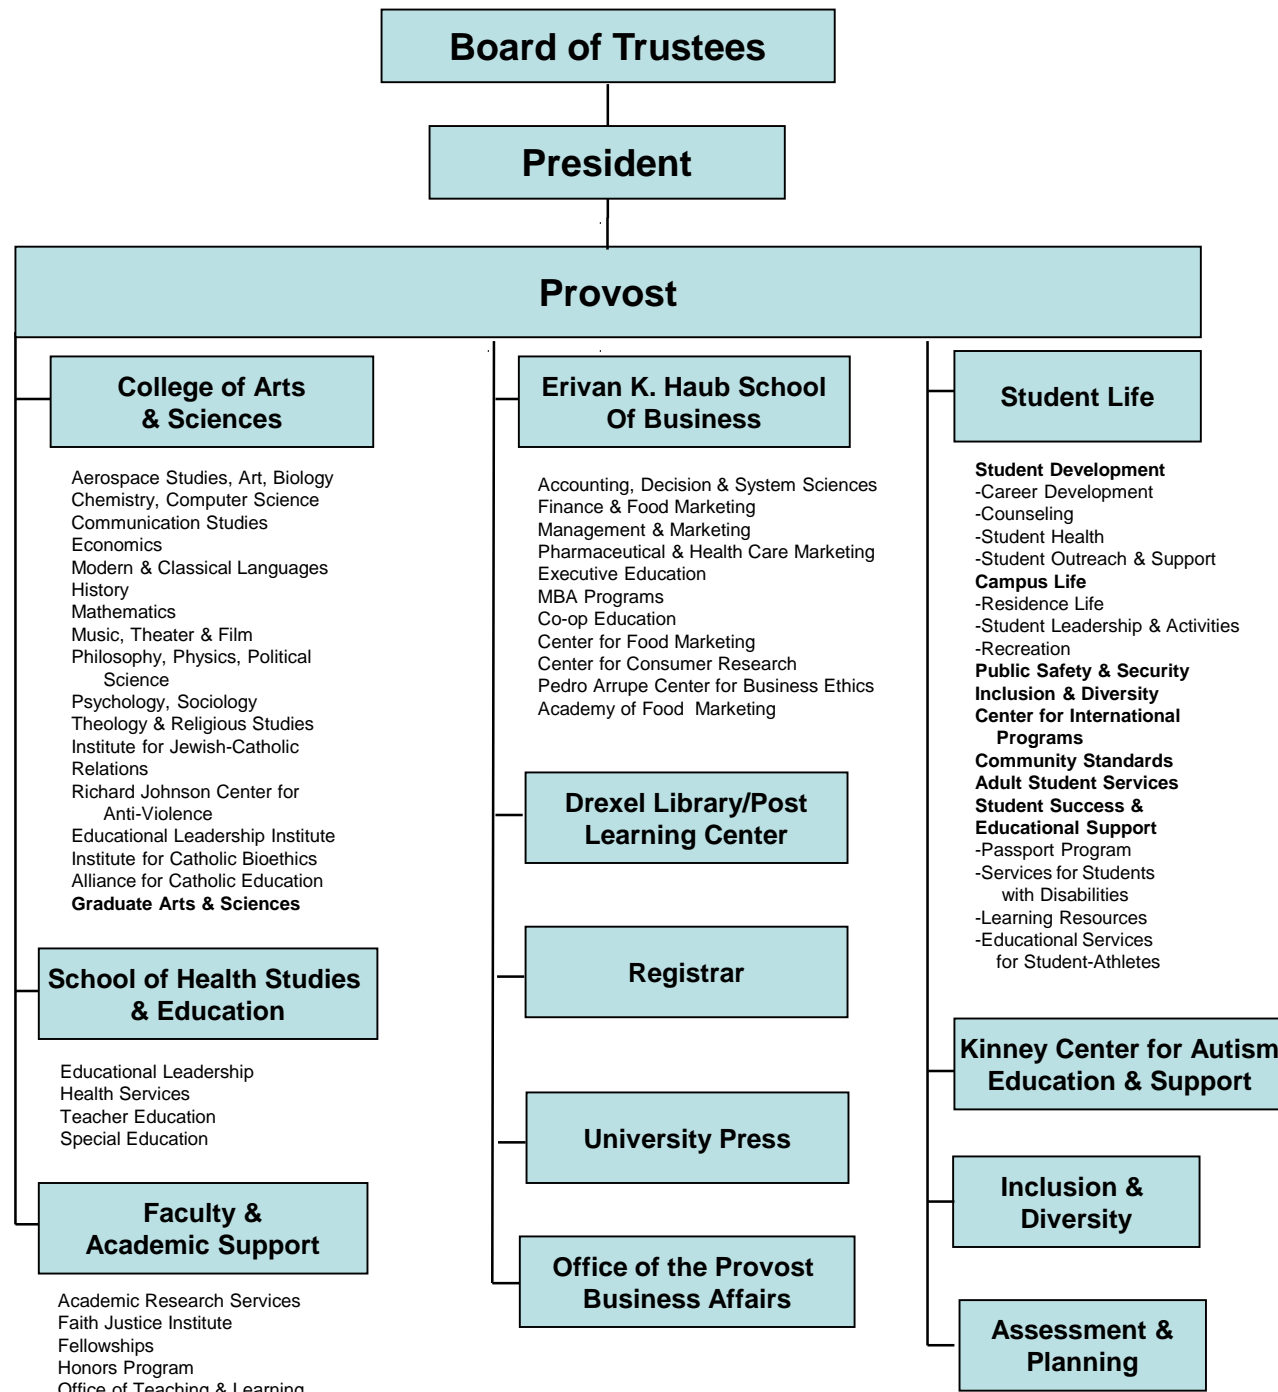 Board of Trustees
President
Provost
College of Arts
& Sciences
Aerospace Studies, Art, Biology
Chemistry, Computer Science
Communication Studies
Economics
Modern & Classical Languages
History
Mathematics
Music, Theater & Film
Philosophy, Physics, Political
Science
Psychology, Sociology
Theology & Religious Studies
Institute for Jewish-Catholic
Relations
Richard Johnson Center for
Anti-Violence
Educational Leadership Institute
Institute for Catholic Bioethics
Alliance for Catholic Education
Graduate Arts & Sciences
School of Health Studies
& Education
Educational Leadership
Health Services
Teacher Education
Special Education
Faculty &
Academic Support
Academic Research Services
Faith Justice Institute
Fellowships
Honors Program
Office of Teaching & Learning
Erivan K. Haub School
Of Business
Accounting, Decision & System Sciences
Finance & Food Marketing
Management & Marketing
Pharmaceutical & Health Care Marketing
Executive Education
MBA Programs
Co-op Education
Center for Food Marketing
Center for Consumer Research
Pedro Arrupe Center for Business Ethics
Academy of Food Marketing
Drexel Library/Post
Learning Center
Registrar
University Press
Office of the Provost
Business Affairs
Student Life
Student Development
-Career Development
-Counseling
-Student Health
-Student Outreach & Support
Campus Life
-Residence Life
-Student Leadership & Activities
-Recreation
Public Safety & Security
Inclusion & Diversity
Center for International
Programs
Community Standards
Adult Student Services
Student Success &
Educational Support
-Passport Program
-Services for Students
with Disabilities
-Learning Resources
-Educational Services
for Student-Athletes
Kinney Center for Autism
Education & Support
Inclusion &
Diversity
Assessment &
Planning